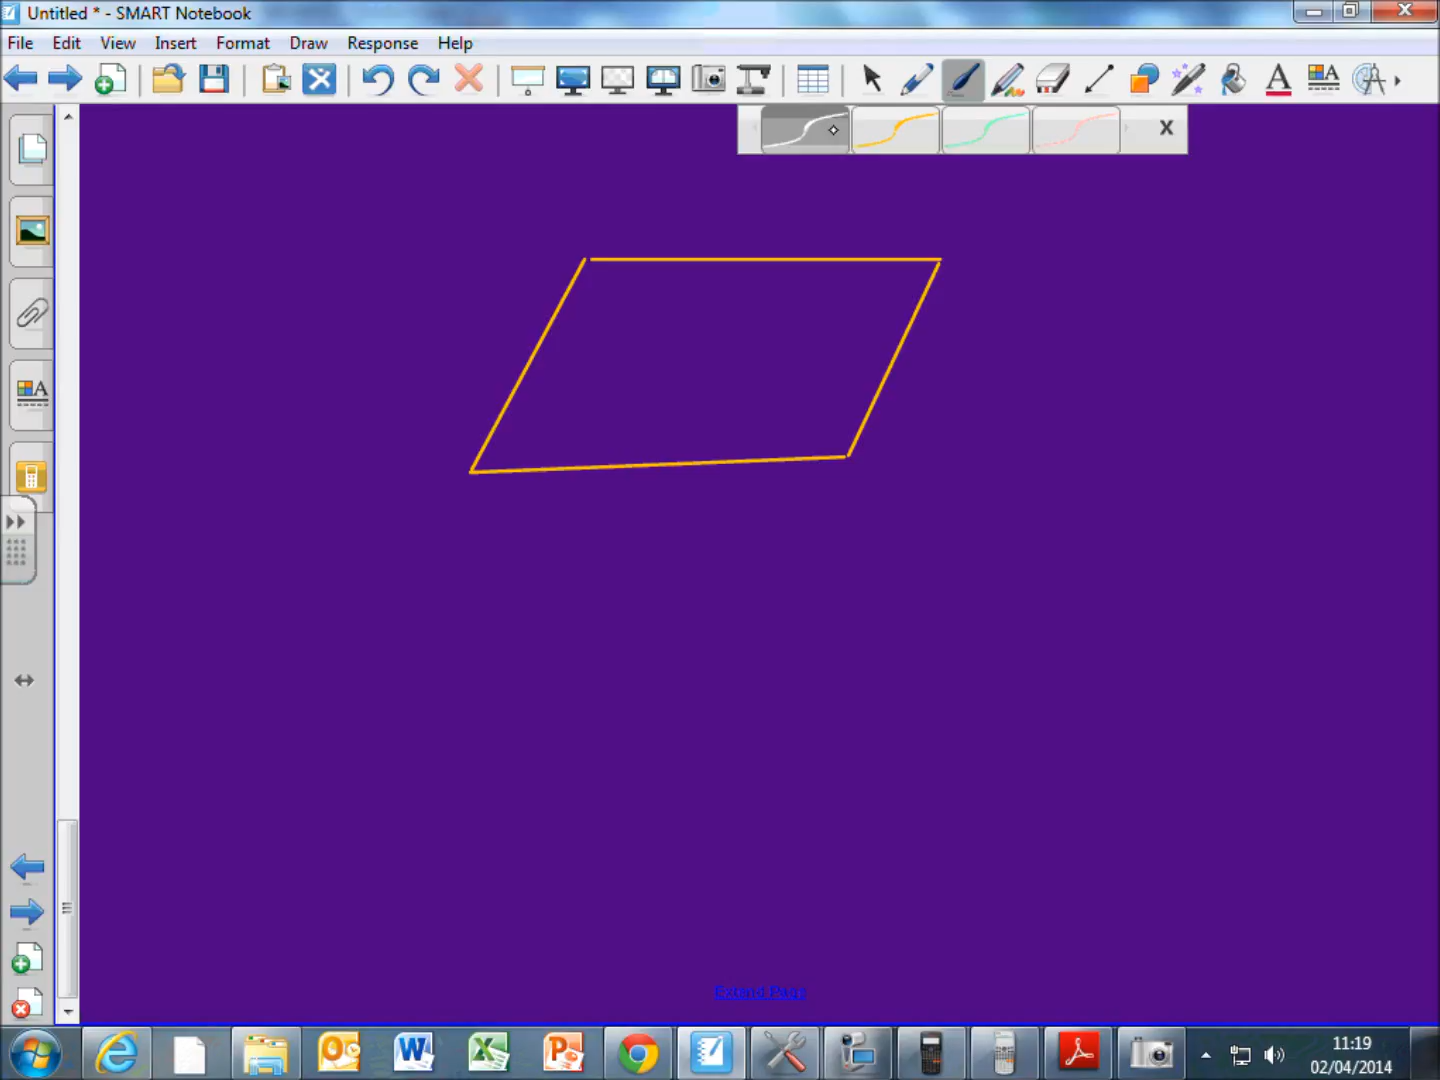 Untitled * - SMART Notebook
File Edit View Insert Format Draw Response Help
Extend Page
11:19
02/04/2014